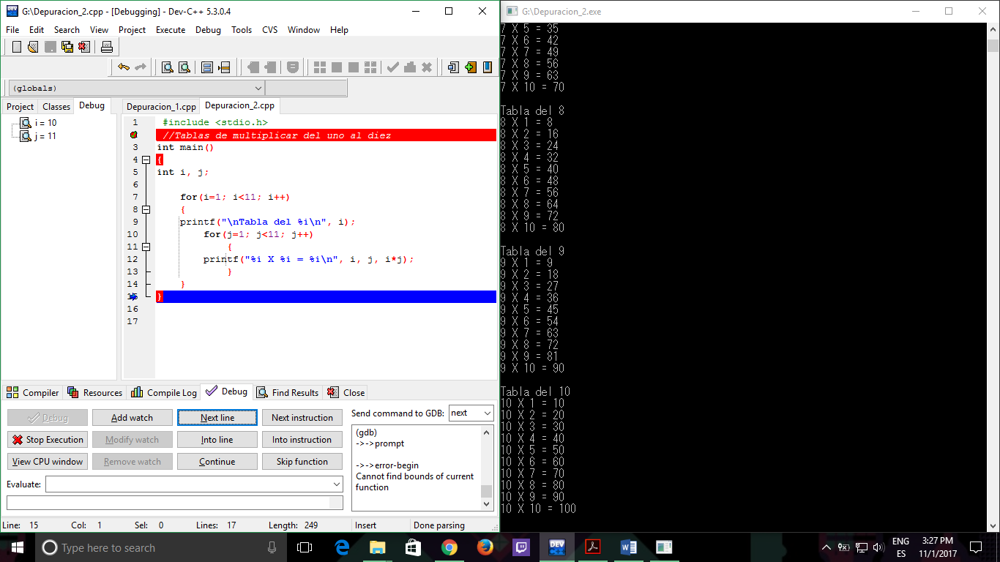 G:\Depuracion_2.cpp - [Debugging] - Dev-C++ 5.3.0.4
File Edit Search View Project Execute Debug Tools CVS Window Help
(globals)
Project Classes Debug
i = 10
j = 11
Depuracion_1.cpp Depuracion_2.cpp
1 #include <stdio.h>
//Tablas de multiplicar del uno al diez
3 int main()
4 {
5 int i, j;
6
7 for(i=1; i<11; i++)
8 {
9 printf("\nTabla del %i\n", i);
10 for(j=1; j<11; j++)
11 {
12 printf("%i X %i = %i\n", i, j, i*j);
13 }
14 }
15 }
16
17
Compiler Resources Compile Log Debug Find Results Close
Debug Add watch Next line Next instruction
Stop Execution Modify watch Into line Into instruction
View CPU window Remove watch Continue Skip function
Evaluate:
Send command to GDB: next
(gdb)
->->prompt
->->error-begin
Cannot find bounds of current
function
Line: 15 Col: 1 Sel: 0 Lines: 17 Length: 249 Insert Done parsing
G:\Depuracion_2.exe
7 X 5 = 35
7 X 6 = 42
7 X 7 = 49
7 X 8 = 56
7 X 9 = 63
7 X 10 = 70
Tabla del 8
8 X 1 = 8
8 X 2 = 16
8 X 3 = 24
8 X 4 = 32
8 X 5 = 40
8 X 6 = 48
8 X 7 = 56
8 X 8 = 64
8 X 9 = 72
8 X 10 = 80
Tabla del 9
9 X 1 = 9
9 X 2 = 18
9 X 3 = 27
9 X 4 = 36
9 X 5 = 45
9 X 6 = 54
9 X 7 = 63
9 X 8 = 72
9 X 9 = 81
9 X 10 = 90
Tabla del 10
10 X 1 = 10
10 X 2 = 20
10 X 3 = 30
10 X 4 = 40
10 X 5 = 50
10 X 6 = 60
10 X 7 = 70
10 X 8 = 80
10 X 9 = 90
10 X 10 = 100
Type here to search
DEV
ENG
ES
3:27 PM
11/1/2017